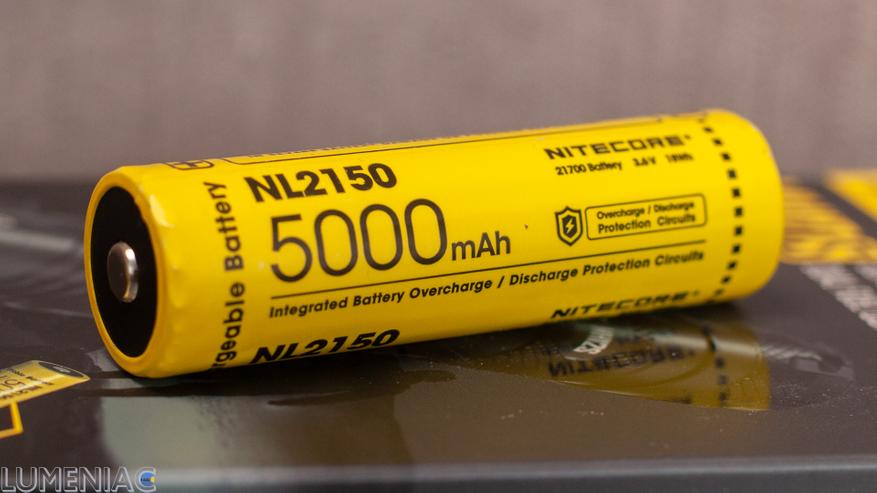 NITECORE®
NL2150
21700 Battery 3.6V 18Wh
5000mAh
Overcharge / Discharge
Protection Circuits
Integrated Battery Overcharge / Discharge Protection Circuits
rgeable Battery
NL2150
NITECORE®
LUMENIAC